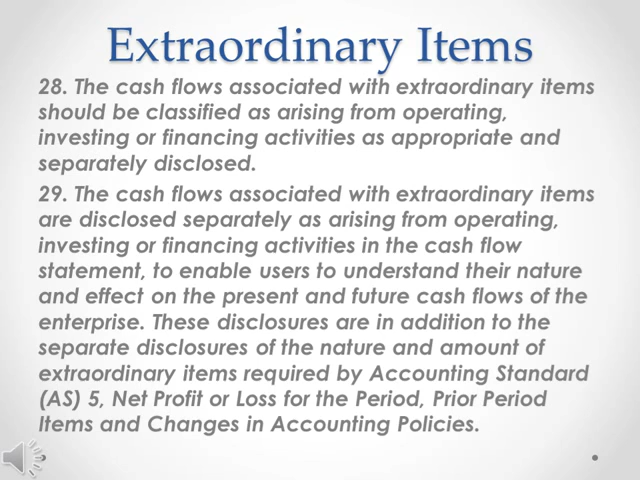 Extraordinary Items
28. The cash flows associated with extraordinary items
should be classified as arising from operating,
investing or financing activities as appropriate and
separately disclosed.
29. The cash flows associated with extraordinary items
are disclosed separately as arising from operating,
investing or financing activities in the cash flow
statement, to enable users to understand their nature
and effect on the present and future cash flows of the
enterprise. These disclosures are in addition to the
separate disclosures of the nature and amount of
extraordinary items required by Accounting Standard
(AS) 5, Net Profit or Loss for the Period, Prior Period
Items and Changes in Accounting Policies.